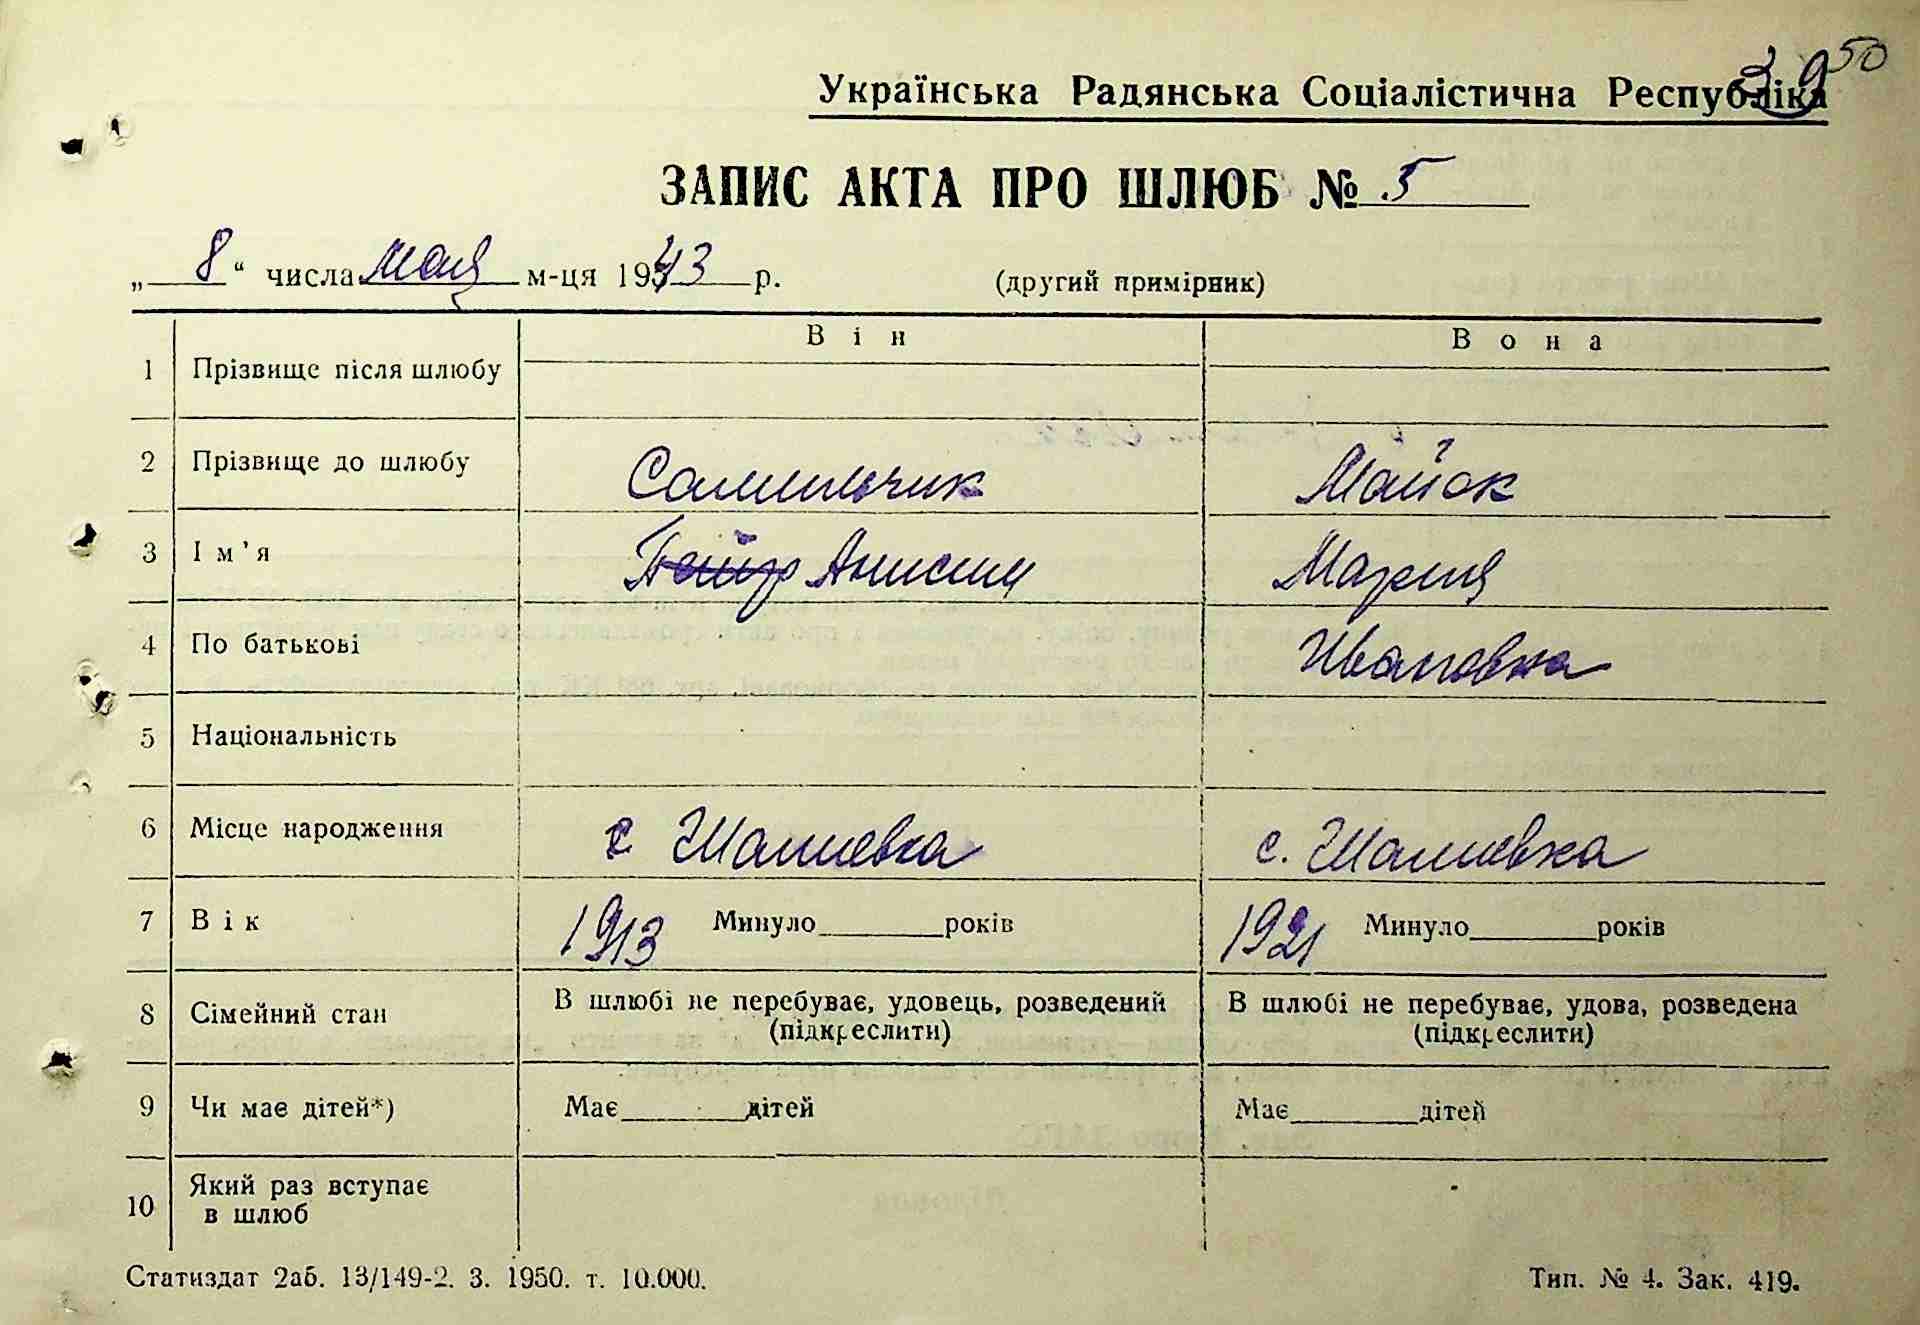 39 50
Українська Радянська Соціалістична Республіка
ЗАПИС АКТА ПРО ШЛЮБ № 5
„ 8 “ числа мая м-ця 1943 р. (другий примірник)
Він Вона
1 Прізвище після шлюбу
2 Прізвище до шлюбу Майок
3 Ім'я Петр Анисим Мария
4 По батькові Ивановна
5 Національність
6 Місце народження с Шалиевка с. Шалиевка
7 Вік 1913 Минуло років 1921 Минуло років
8 Сімейний стан В шлюбі не перебуває, удовець, розведений (підкреслити) В шлюбі не перебуває, удова, розведена (підкреслити)
9 Чи має дітей*) Має дітей Має дітей
10 Який раз вступає
в шлюб
Статиздат 2аб. 13/149-2. 3. 1950. т. 10.000. Тип. № 4. Зак. 419.